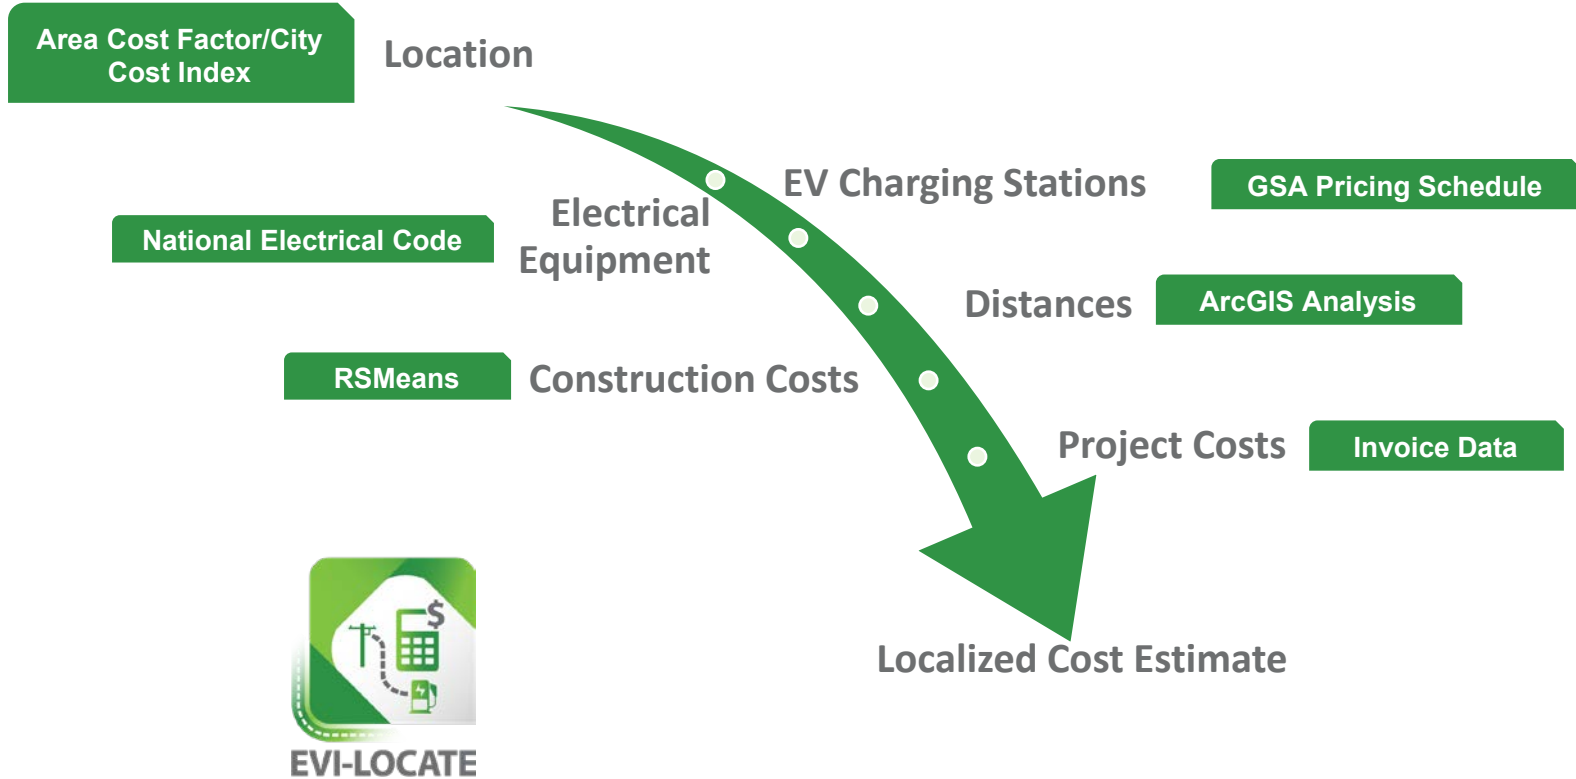 Area Cost Factor/City
Cost Index
Location
EV Charging Stations
GSA Pricing Schedule
Electrical
Equipment
National Electrical Code
Distances
ArcGIS Analysis
RSMeans
Construction Costs
Project Costs
Invoice Data
Localized Cost Estimate
$
EVI-LOCATE